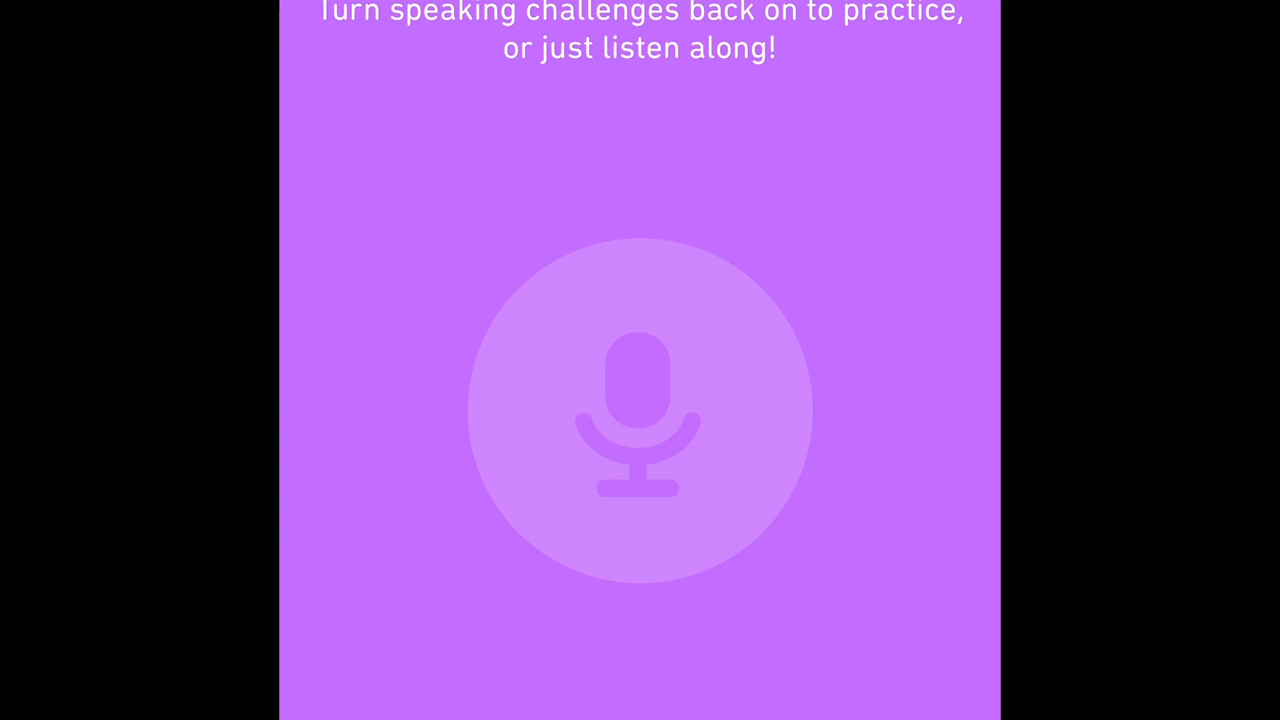 Turn speaking challenges back on to practice,
or just listen along!